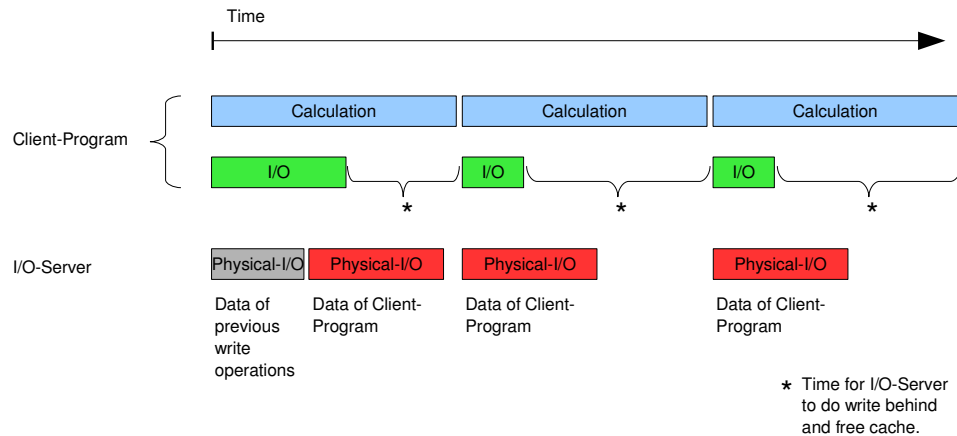 Time
Calculation Calculation Calculation
Client-Program
I/O I/O I/O
* * *
I/O-Server Physical-I/O Physical-I/O Physical-I/O Physical-I/O
Data of
previous
write
operations
Data of Client-
Program
Data of Client-
Program
Data of Client-
Program
* Time for I/O-Server
to do write behind
and free cache.